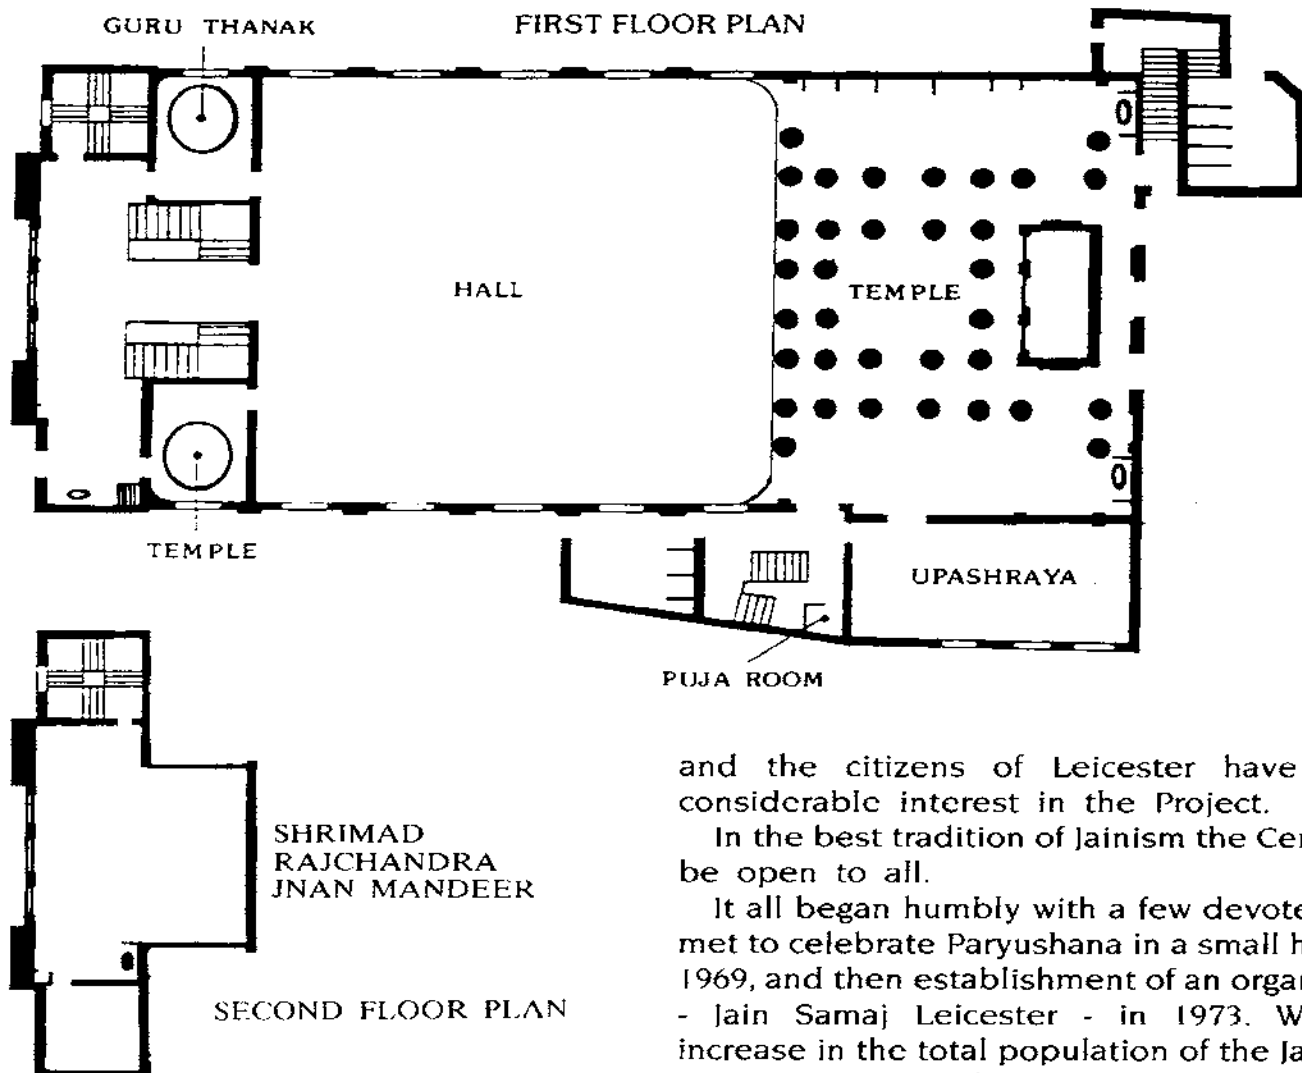 GURU THANAK
FIRST FLOOR PLAN
HALL
TEMPLE
TEMPLE
UPASHRAYA
PUJA ROOM
SHRIMAD
RAJCHANDRA
JNAN MANDEER
SECOND FLOOR PLAN
and the citizens of Leicester have
considerable interest in the Project.
In the best tradition of Jainism the Cen
be open to all.
It all began humbly with a few devote
met to celebrate Paryushana in a small h
1969, and then establishment of an organ
- Jain Samaj Leicester - in 1973. W
increase in the total population of the Ja